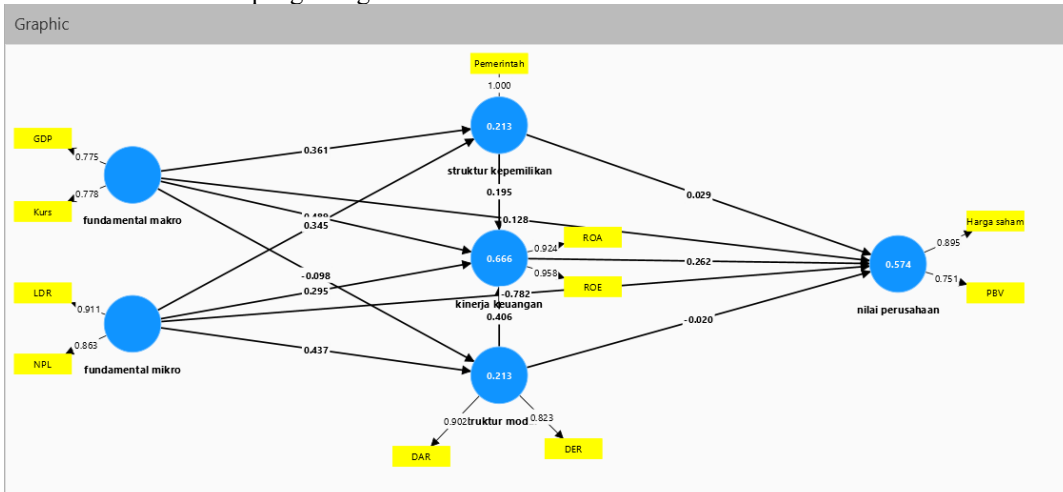 Graphic
Pemerintah
1.000
0.213
struktur kepemilikan
GDP
0.775
0.778
Kurs
fundamental makro
0.361
0.345
0.195
0.128
0.029
ROA
0.924
0.666
0.958
ROE
kinerja keuangan
0.262
Harga saham
0.895
0.574
0.751
PBV
nilai perusahaan
-0.098
0.295
-0.782
0.406
-0.020
LDR
0.911
0.863
NPL
fundamental mikro
0.437
0.213
0.902
truktur mod...
0.823
DAR
DER